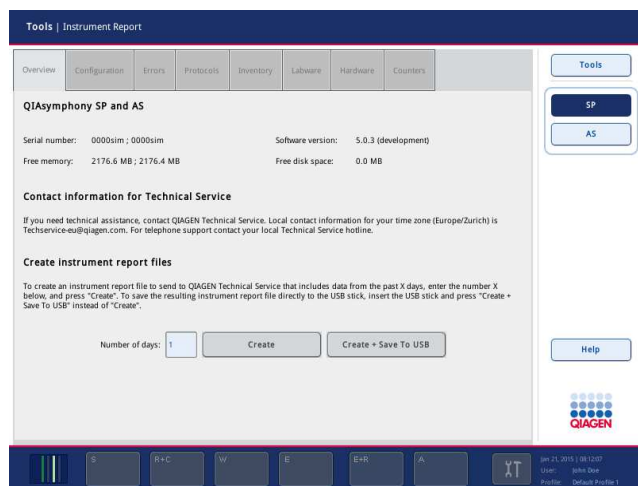 Tools | Instrument Report
Overview Configuration Errors Protocols Inventory Labware Hardware Counters
Tools
SP
AS
QIAsymphony SP and AS
Serial number: 0000sim ; 0000sim Software version: 5.0.3 (development)
Free memory: 2176.6 MB ; 2176.4 MB Free disk space: 0.0 MB
Contact information for Technical Service
If you need technical assistance, contact QIAGEN Technical Service. Local contact information for your time zone (Europe/Zurich) is
Techservice-eu@qiagen.com. For telephone support contact your local Technical Service hotline.
Create instrument report files
To create an instrument report file to send to QIAGEN Technical Service that includes data from the past X days, enter the number X
below, and press "Create". To save the resulting instrument report file directly to the USB stick, insert the USB stick and press "Create +
Save To USB" instead of "Create".
Number of days: 1 Create Create + Save To USB
Help
QIAGEN
S R+C W E E+R A
Jan 21, 2015 | 08:12:07
User: John Doe
Profile: Default Profile 1